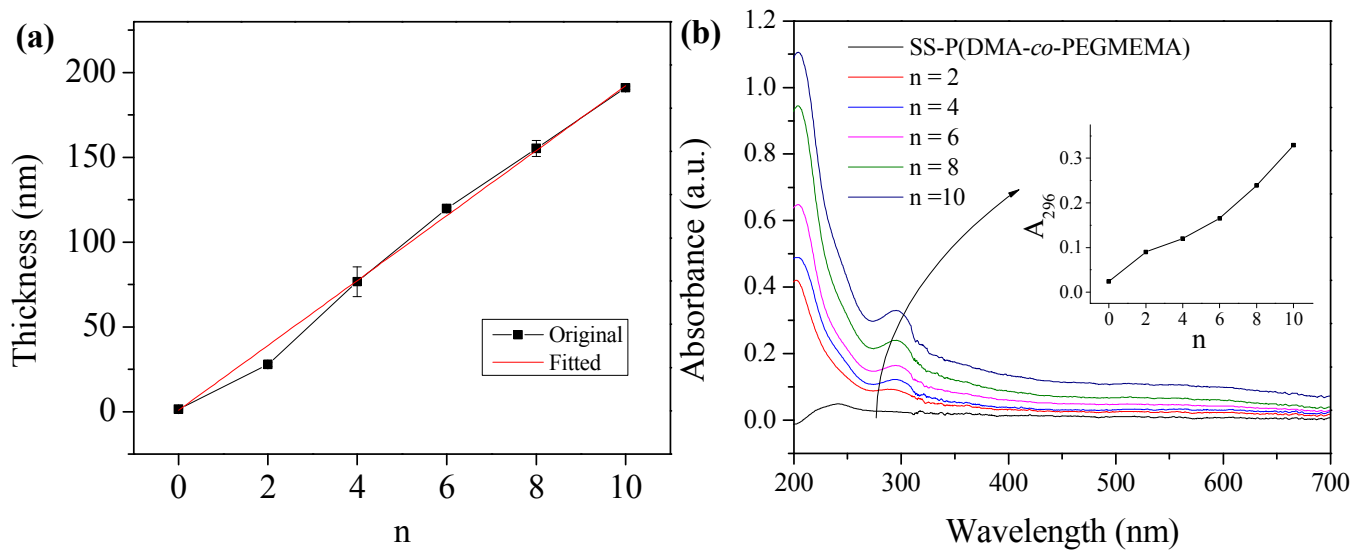 (a)
Thickness (nm)
200
150
100
50
0
0 2 4 6 8 10
n
Original
Fitted
(b)
Absorbance (a.u.)
1.2
1.0
0.8
0.6
0.4
0.2
0.0
200 300 400 500 600 700
Wavelength (nm)
SS-P(DMA-co-PEGMEMA)
n = 2
n = 4
n = 6
n = 8
n =10
A296
0.3
0.2
0.1
0.0
0 2 4 6 8 10
n